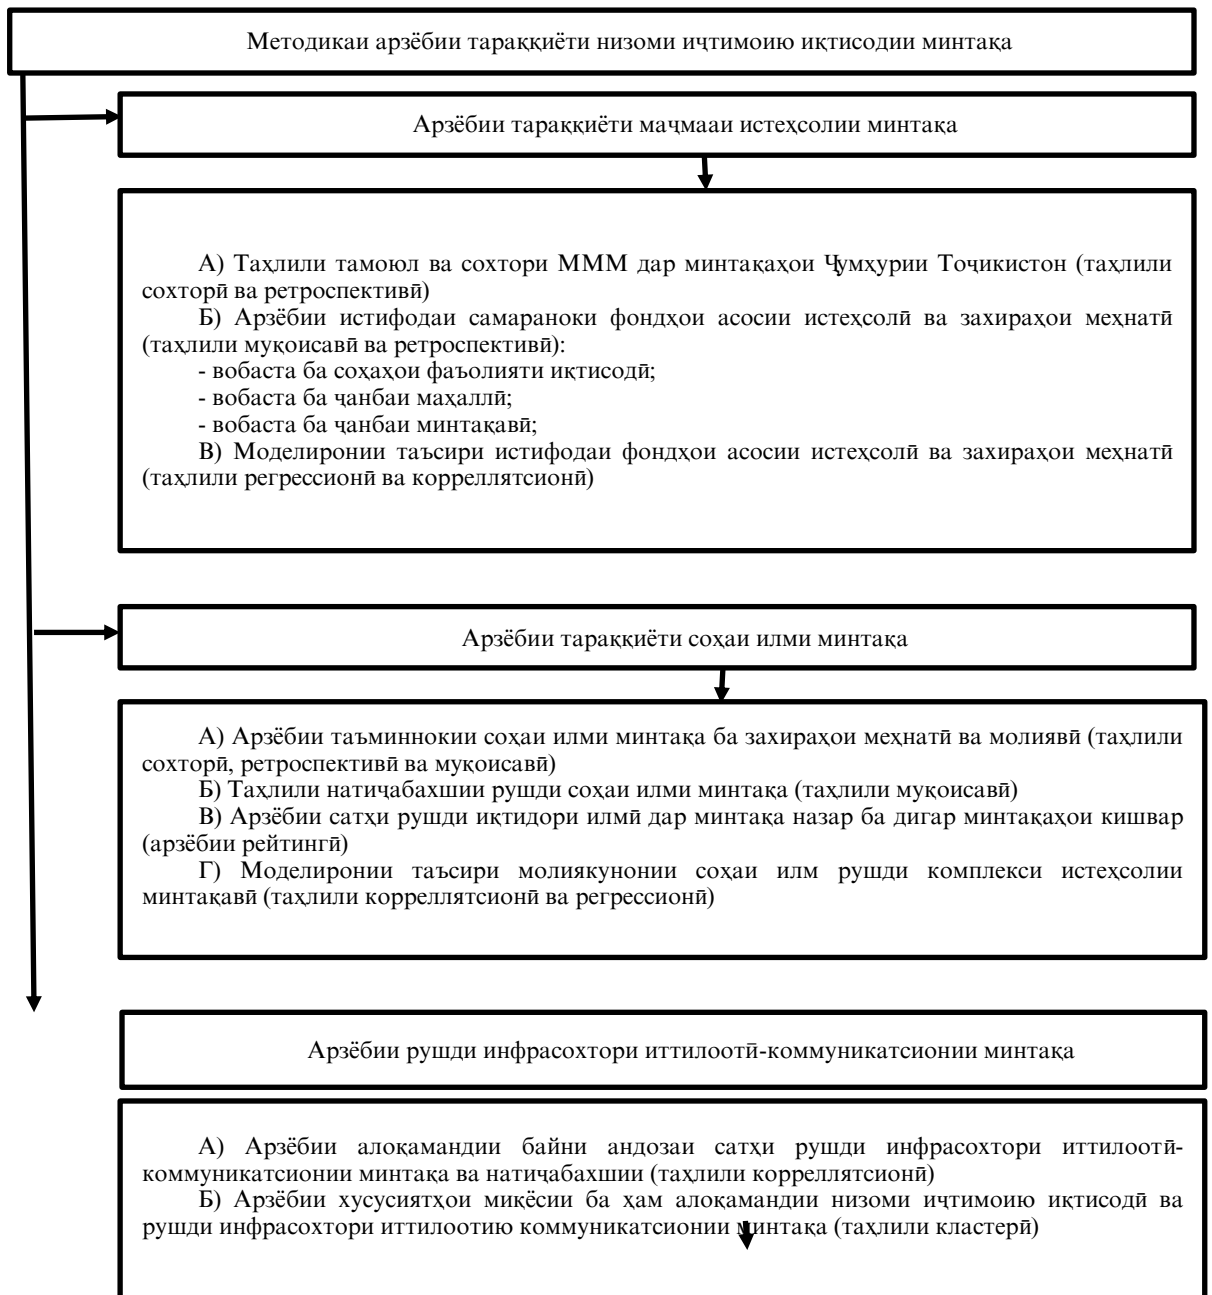 Методикаи арзёбии тараққиёти низоми иҷтимоию иқтисодии минтақа
Арзёбии тараққиёти маҷмааи истеҳсолии минтақа
А) Таҳлили тамоюл ва сохтори МММ дар минтақаҳои Ҷумҳурии Тоҷикистон (таҳлили
сохторӣ ва ретроспективӣ)
Б) Арзёбии истифодаи самараноки фондҳои асосии истеҳсолӣ ва захираҳои меҳнатӣ
(таҳлили муқоисавӣ ва ретроспективӣ):
- вобаста ба соҳаҳои фаъолияти иқтисодӣ;
- вобаста ба ҷанбаи маҳаллӣ;
- вобаста ба ҷанбаи минтақавӣ;
В) Моделиронии таъсири истифодаи фондҳои асосии истеҳсолӣ ва захираҳои меҳнатӣ
(таҳлили регрессионӣ ва корреллятсионӣ)
Арзёбии тараққиёти соҳаи илми минтақа
А) Арзёбии таъминнокии соҳаи илми минтақа ба захираҳои меҳнатӣ ва молиявӣ (таҳлили
сохторӣ, ретроспективӣ ва муқоисавӣ)
Б) Таҳлили натиҷабахшии рушди соҳаи илми минтақа (таҳлили муқоисавӣ)
В) Арзёбии сатҳи рушди иқтидори илмӣ дар минтақа назар ба дигар минтақаҳои кишвар
(арзёбии рейтингӣ)
Г) Моделиронии таъсири молиякунонии соҳаи илм рушди комплекси истеҳсолии
минтақавӣ (таҳлили корреллятсионӣ ва регрессионӣ)
Арзёбии рушди инфрасохтори иттилоотӣ-коммуникатсионии минтақа
А) Арзёбии алоқамандии байни андозаи сатҳи рушди инфрасохтори иттилоотӣ-
коммуникатсионии минтақа ва натиҷабахшии (таҳлили корреллятсионӣ)
Б) Арзёбии хусусиятҳои миқёсии ба ҳам алоқамандии низоми иҷтимоию иқтисодӣ ва
рушди инфрасохтори иттилоотию коммуникатсионии минтақа (таҳлили кластерӣ)